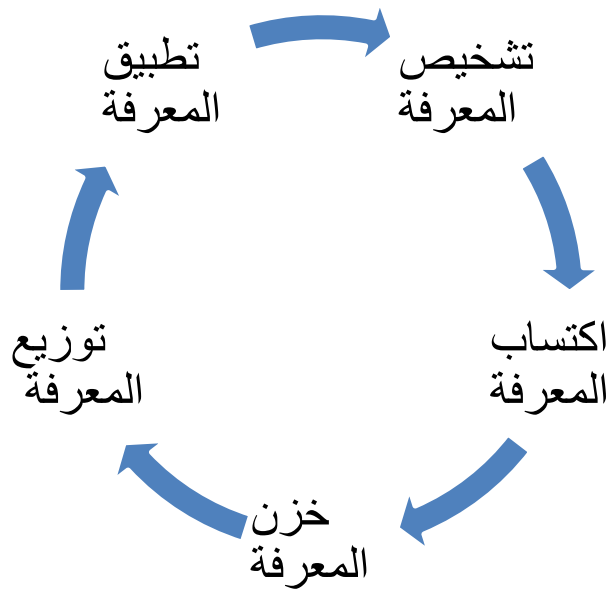 تشخيص
المعرفة
اكتساب
المعرفة
خزن
المعرفة
توزيع
المعرفة
تطبيق
المعرفة